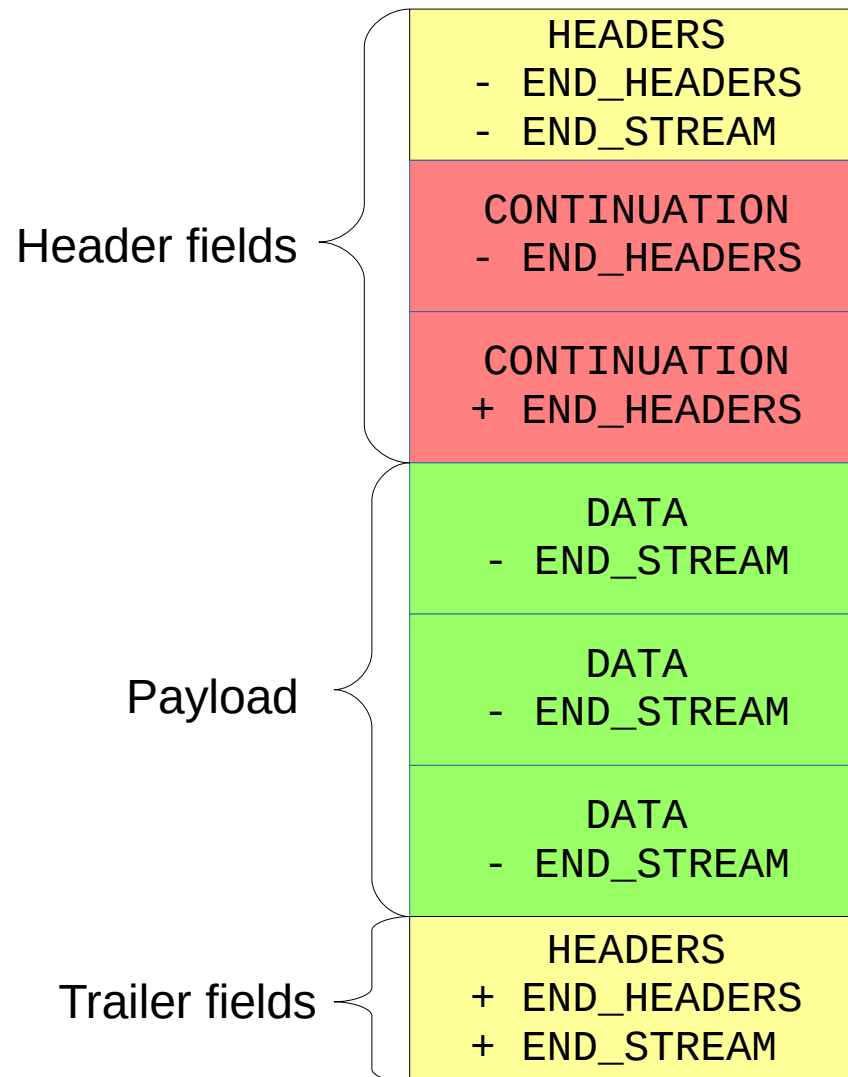 HEADERS
- END_HEADERS
- END_STREAM
Header fields
CONTINUATION
- END_HEADERS
CONTINUATION
+ END_HEADERS
Payload
DATA
- END_STREAM
DATA
- END_STREAM
DATA
- END_STREAM
Trailer fields
HEADERS
+ END_HEADERS
+ END_STREAM